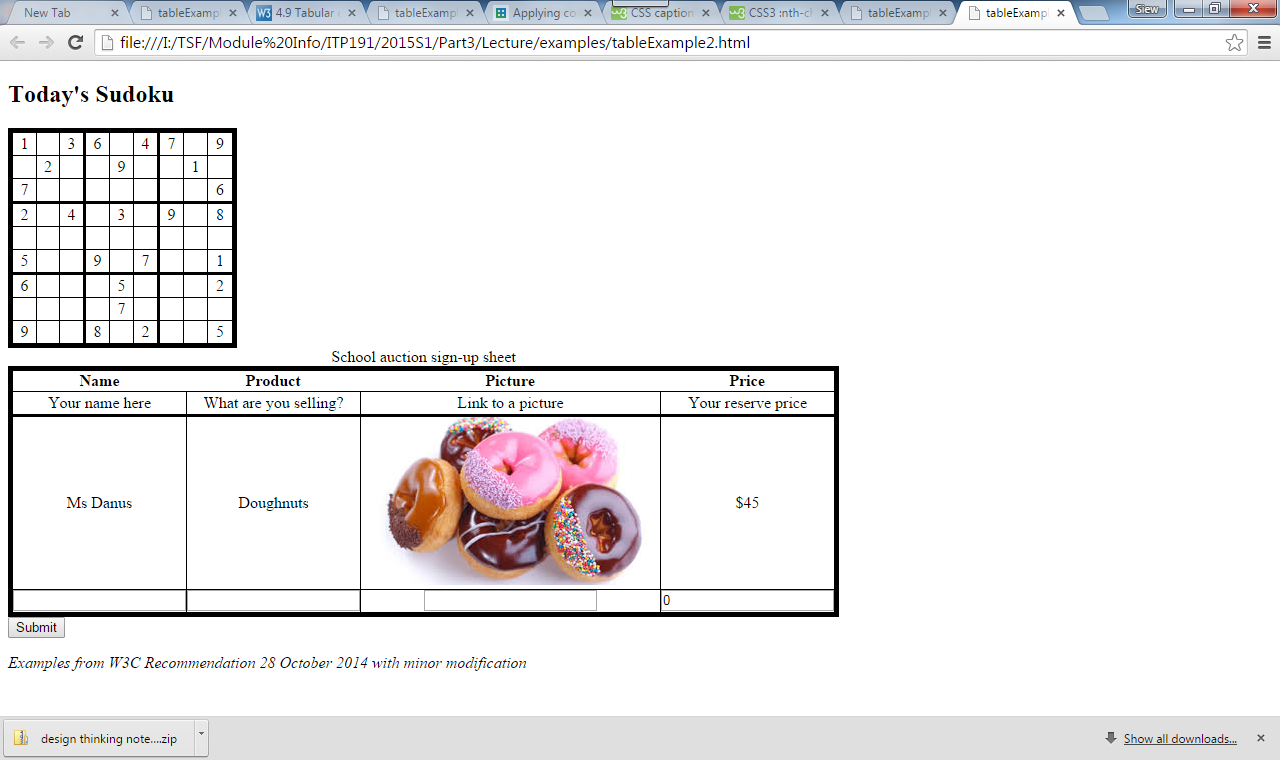 New Tab tableExamp W3 4.9 Tabular tableExamp Applying co CSS caption CSS3 :nth-ch tableExamp tableExamp Siew
file:///I:/TSF/Module%20Info/ITP191/2015S1/Part3/Lecture/examples/tableExample2.html
Today's Sudoku
1 3 6 4 7 9
2 9 1
7 6
2 4 3 9 8
5 9 7 1
6 5 2
7
9 8 2 5
School auction sign-up sheet
Name Product Picture Price
Your name here What are you selling? Link to a picture Your reserve price
Ms Danus Doughnuts $45
0
Submit
Examples from W3C Recommendation 28 October 2014 with minor modification
design thinking note....zip Show all downloads...